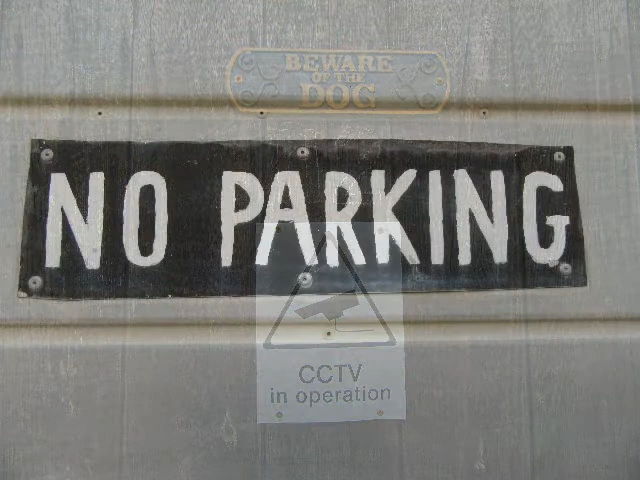 BEWARE
OF THE
DOG
NO PARKING
CCTV
in operation